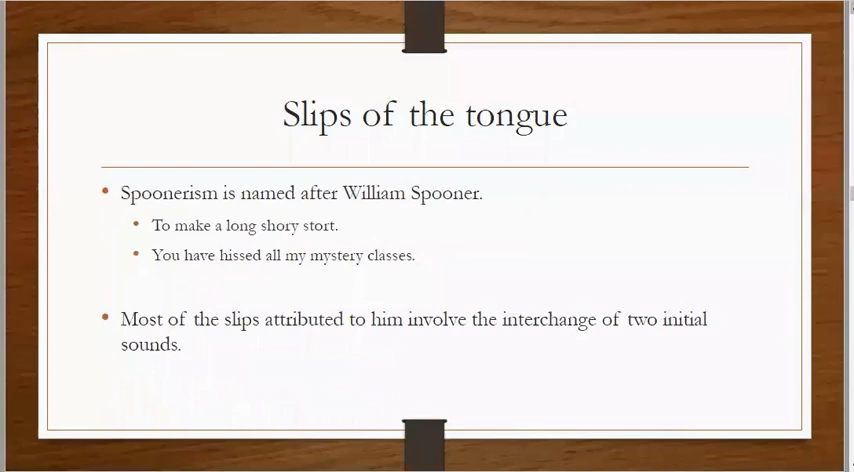 Slips of the tongue
• Spoonerism is named after William Spooner.
• To make a long shory stort.
• You have hissed all my mystery classes.
• Most of the slips attributed to him involve the interchange of two initial
sounds.